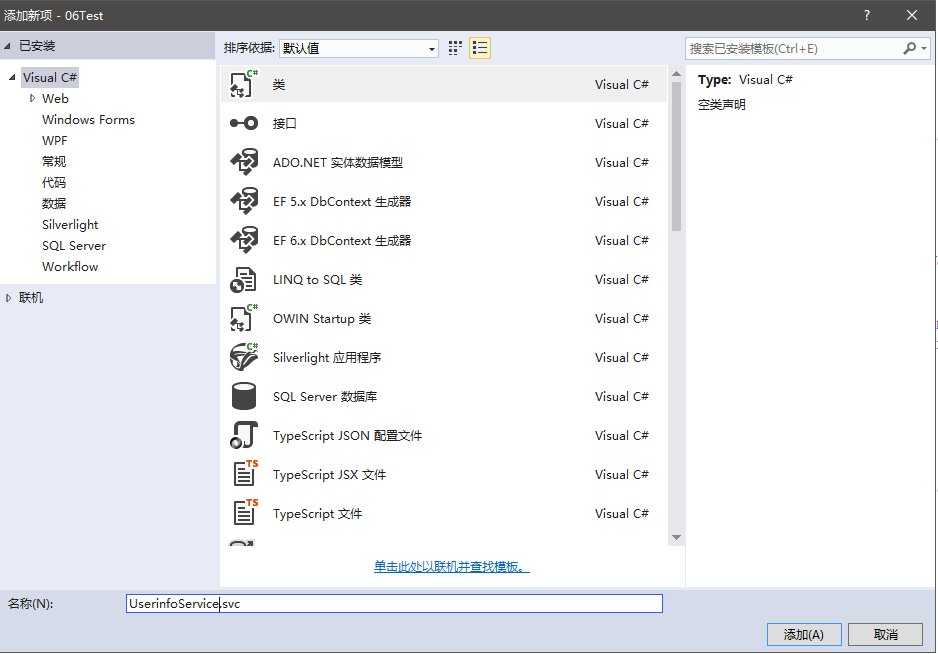 添加新项 - 06Test
?
已安装
排序依据: 默认值
搜索已安装模板(Ctrl+E)
Visual C#
Web
Windows Forms
WPF
常规
代码
数据
Silverlight
SQL Server
Workflow
联机
类 Visual C#
接口 Visual C#
ADO.NET 实体数据模型 Visual C#
EF 5.x DbContext 生成器 Visual C#
EF 6.x DbContext 生成器 Visual C#
LINQ to SQL 类 Visual C#
OWIN Startup 类 Visual C#
Silverlight 应用程序 Visual C#
SQL Server 数据库 Visual C#
TypeScript JSON 配置文件 Visual C#
TypeScript JSX 文件 Visual C#
TypeScript 文件 Visual C#
单击此处以联机并查找模板。
Type: Visual C#
空类声明
名称(N): UserinfoService.svc
添加(A) 取消